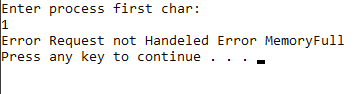 Enter process first char:
1
Error Request not Handeled Error MemoryFull
Press any key to continue . . .